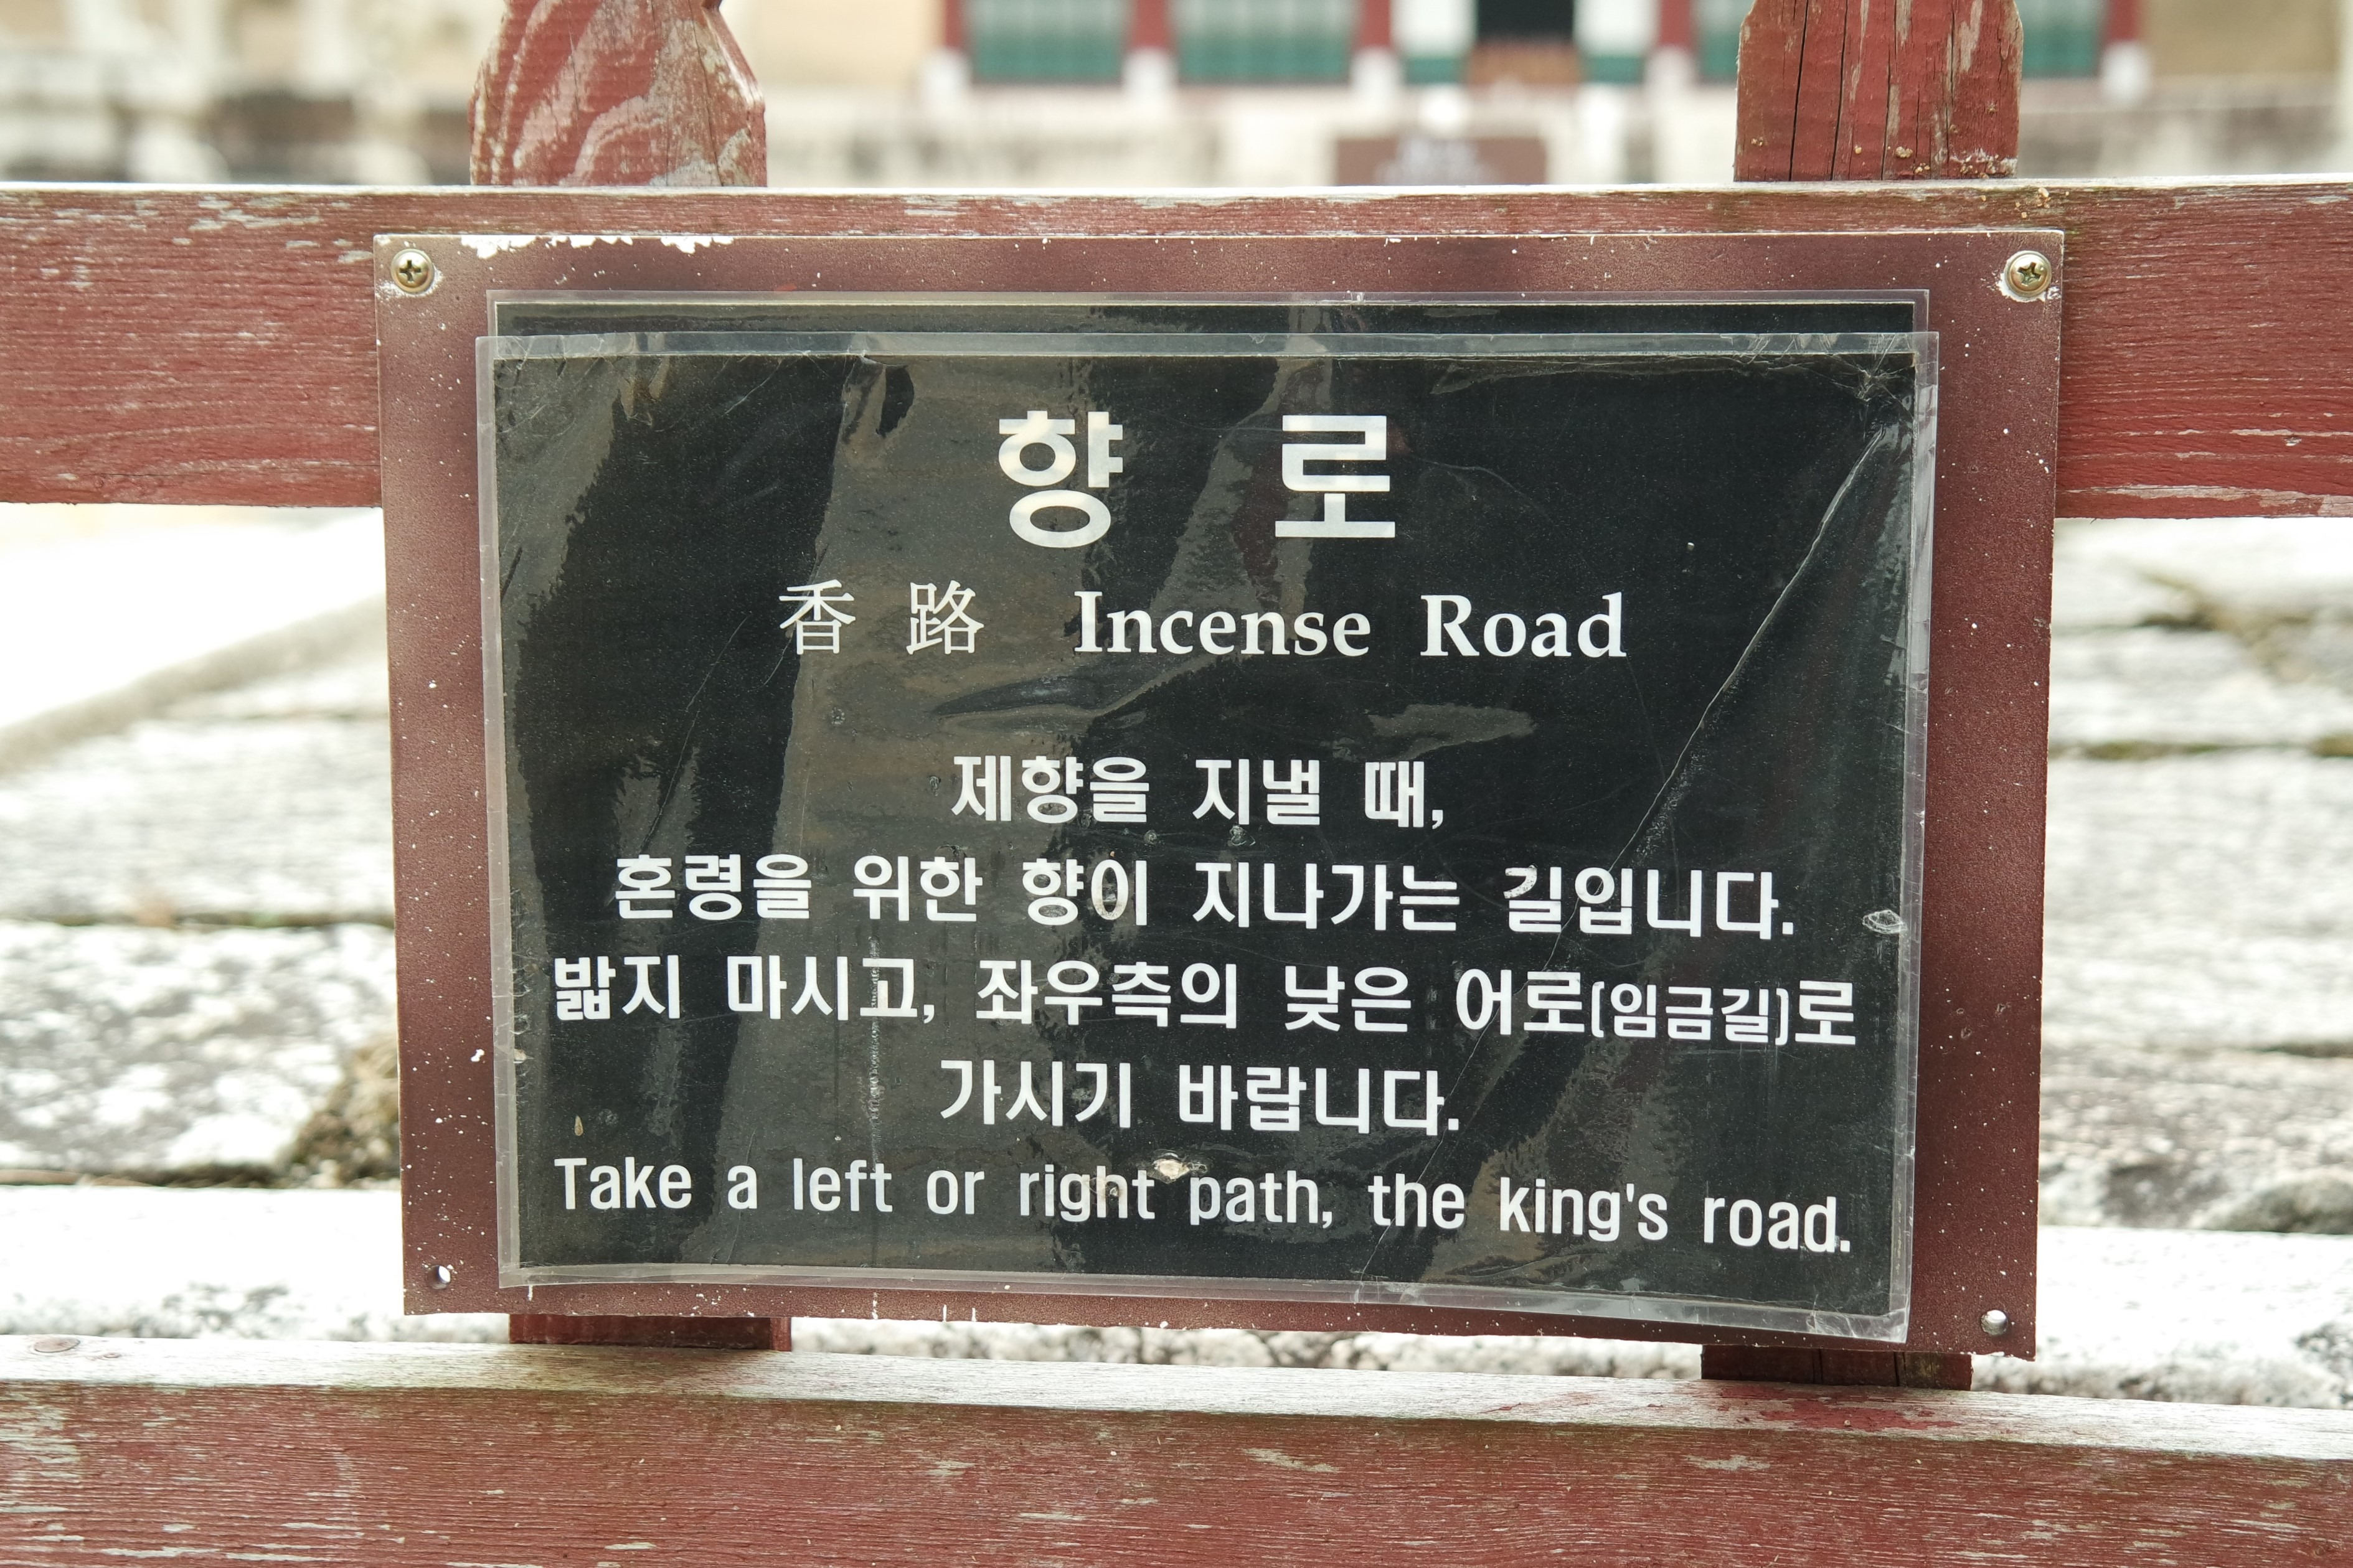 향 로
香 路 Incense Road
제향을 지낼 때,
혼령을 위한 향이 지나가는 길입니다.
밟지 마시고, 좌우측의 낮은 어로(임금길)로
가시기 바랍니다.
Take a left or right path, the king's road.